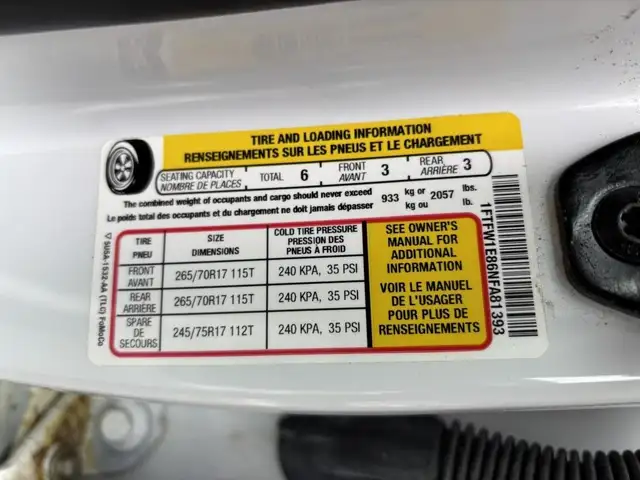 TIRE AND LOADING INFORMATION
RENSEIGNEMENTS SUR LES PNEUS ET LE CHARGEMENT
SEATING CAPACITY
NOMBRE DE PLACES
TOTAL 6
FRONT
AVANT
3
REAR
ARRIÈRE
3
The combined weight of occupants and cargo should never exceed
Le poids total des occupants et du chargement ne doit jamais dépasser
933
kg or
kg ou
2057
lbs.
lb.
TIRE
PNEU
SIZE
DIMENSIONS
COLD TIRE PRESSURE
PRESSION DES
PNEUS À FROID
FRONT
AVANT
265/70R17 115T
240 KPA, 35 PSI
REAR
ARRIÈRE
265/70R17 115T
240 KPA, 35 PSI
SPARE
DE
SECOURS
245/75R17 112T
240 KPA, 35 PSI
SEE OWNER'S
MANUAL FOR
ADDITIONAL
INFORMATION
VOIR LE MANUEL
DE L'USAGER
POUR PLUS DE
RENSEIGNEMENTS
1FTFW1E86NFA81393